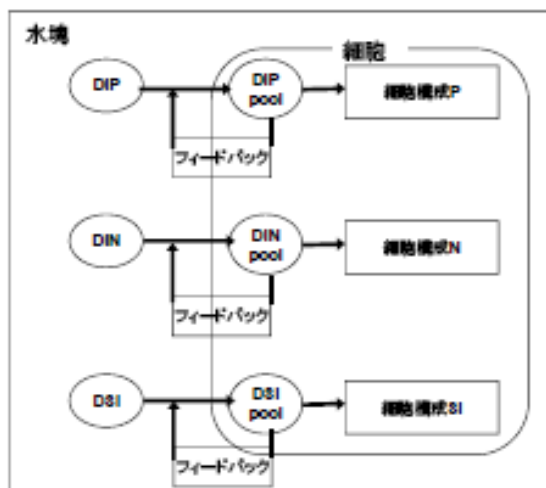 水塊
細胞
DIP
DIP
pool
細胞構成P
フィードバック
DIN
DIN
pool
細胞構成N
フィードバック
DSI
DSI
pool
細胞構成SI
フィードバック